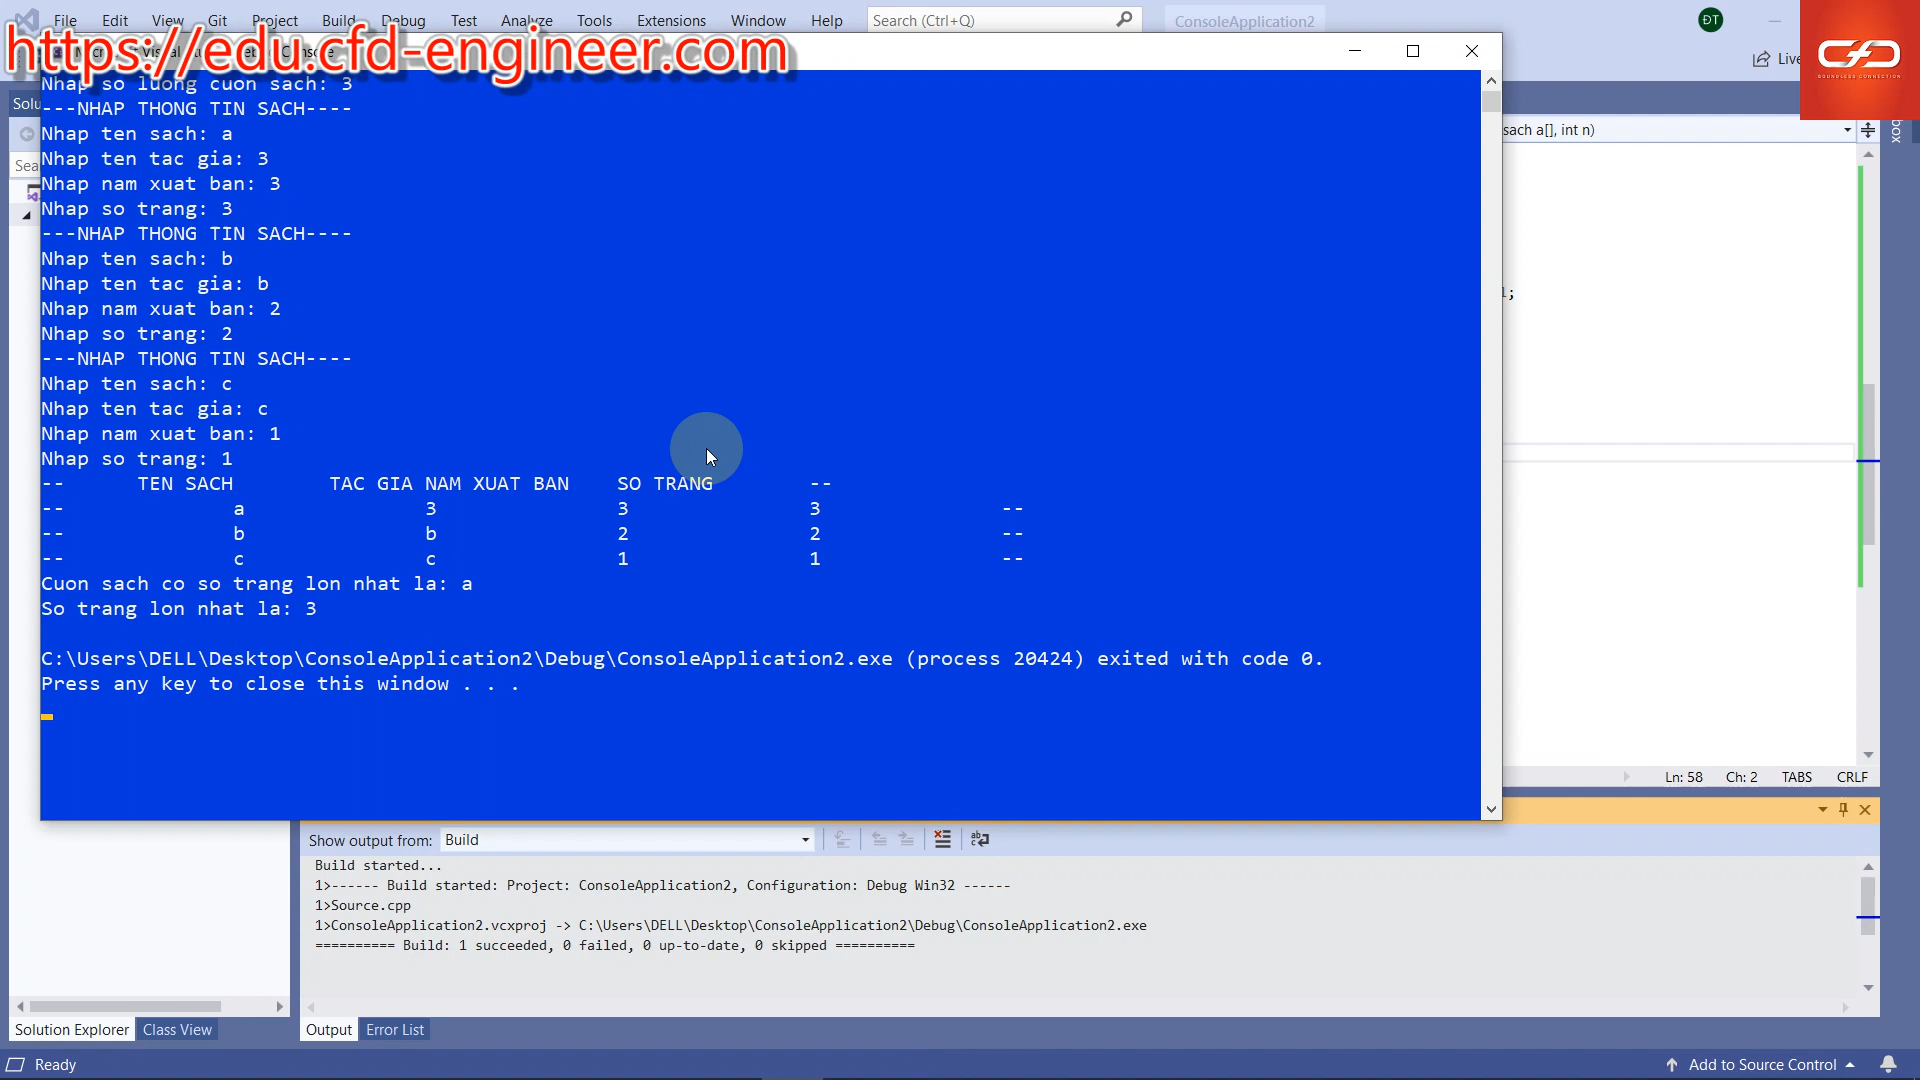 File Edit View Git Project Build Debug Test Analyze Tools Extensions Window Help Search (Ctrl+Q) ConsoleApplication2 ĐT
https://edu.cfd-engineer.com
Live
CFD
BOUNDLESS CONNECTION
Solu
sach a[], int n)
box
Sea
Nhap so luong cuon sach: 3
---NHAP THONG TIN SACH----
Nhap ten sach: a
Nhap ten tac gia: 3
Nhap nam xuat ban: 3
Nhap so trang: 3
---NHAP THONG TIN SACH----
Nhap ten sach: b
Nhap ten tac gia: b
Nhap nam xuat ban: 2
Nhap so trang: 2
---NHAP THONG TIN SACH----
Nhap ten sach: c
Nhap ten tac gia: c
Nhap nam xuat ban: 1
Nhap so trang: 1
-- TEN SACH TAC GIA NAM XUAT BAN SO TRANG --
-- a 3 3 3 --
-- b b 2 2 --
-- c c 1 1 --
Cuon sach co so trang lon nhat la: a
So trang lon nhat la: 3
C:\Users\DELL\Desktop\ConsoleApplication2\Debug\ConsoleApplication2.exe (process 20424) exited with code 0.
Press any key to close this window . . .
Ln: 58 Ch: 2 TABS CRLF
Show output from: Build
Build started...
1>------ Build started: Project: ConsoleApplication2, Configuration: Debug Win32 ------
1>Source.cpp
1>ConsoleApplication2.vcxproj -> C:\Users\DELL\Desktop\ConsoleApplication2\Debug\ConsoleApplication2.exe
========== Build: 1 succeeded, 0 failed, 0 up-to-date, 0 skipped ==========
Solution Explorer Class View Output Error List
Ready Add to Source Control